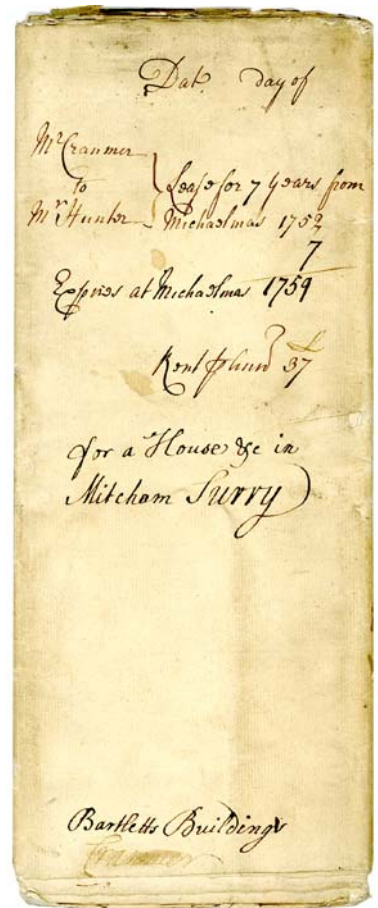 Dat. day of
Mr Cranmer
to } Lease for 7 Years from
Mr Hunter Michaelmas 1752
7
Expires at Michaelmas 1759
Rent p Ann £ 37
for a House &c in
Mitcham Surry
Bartletts Buildings
Cranmer